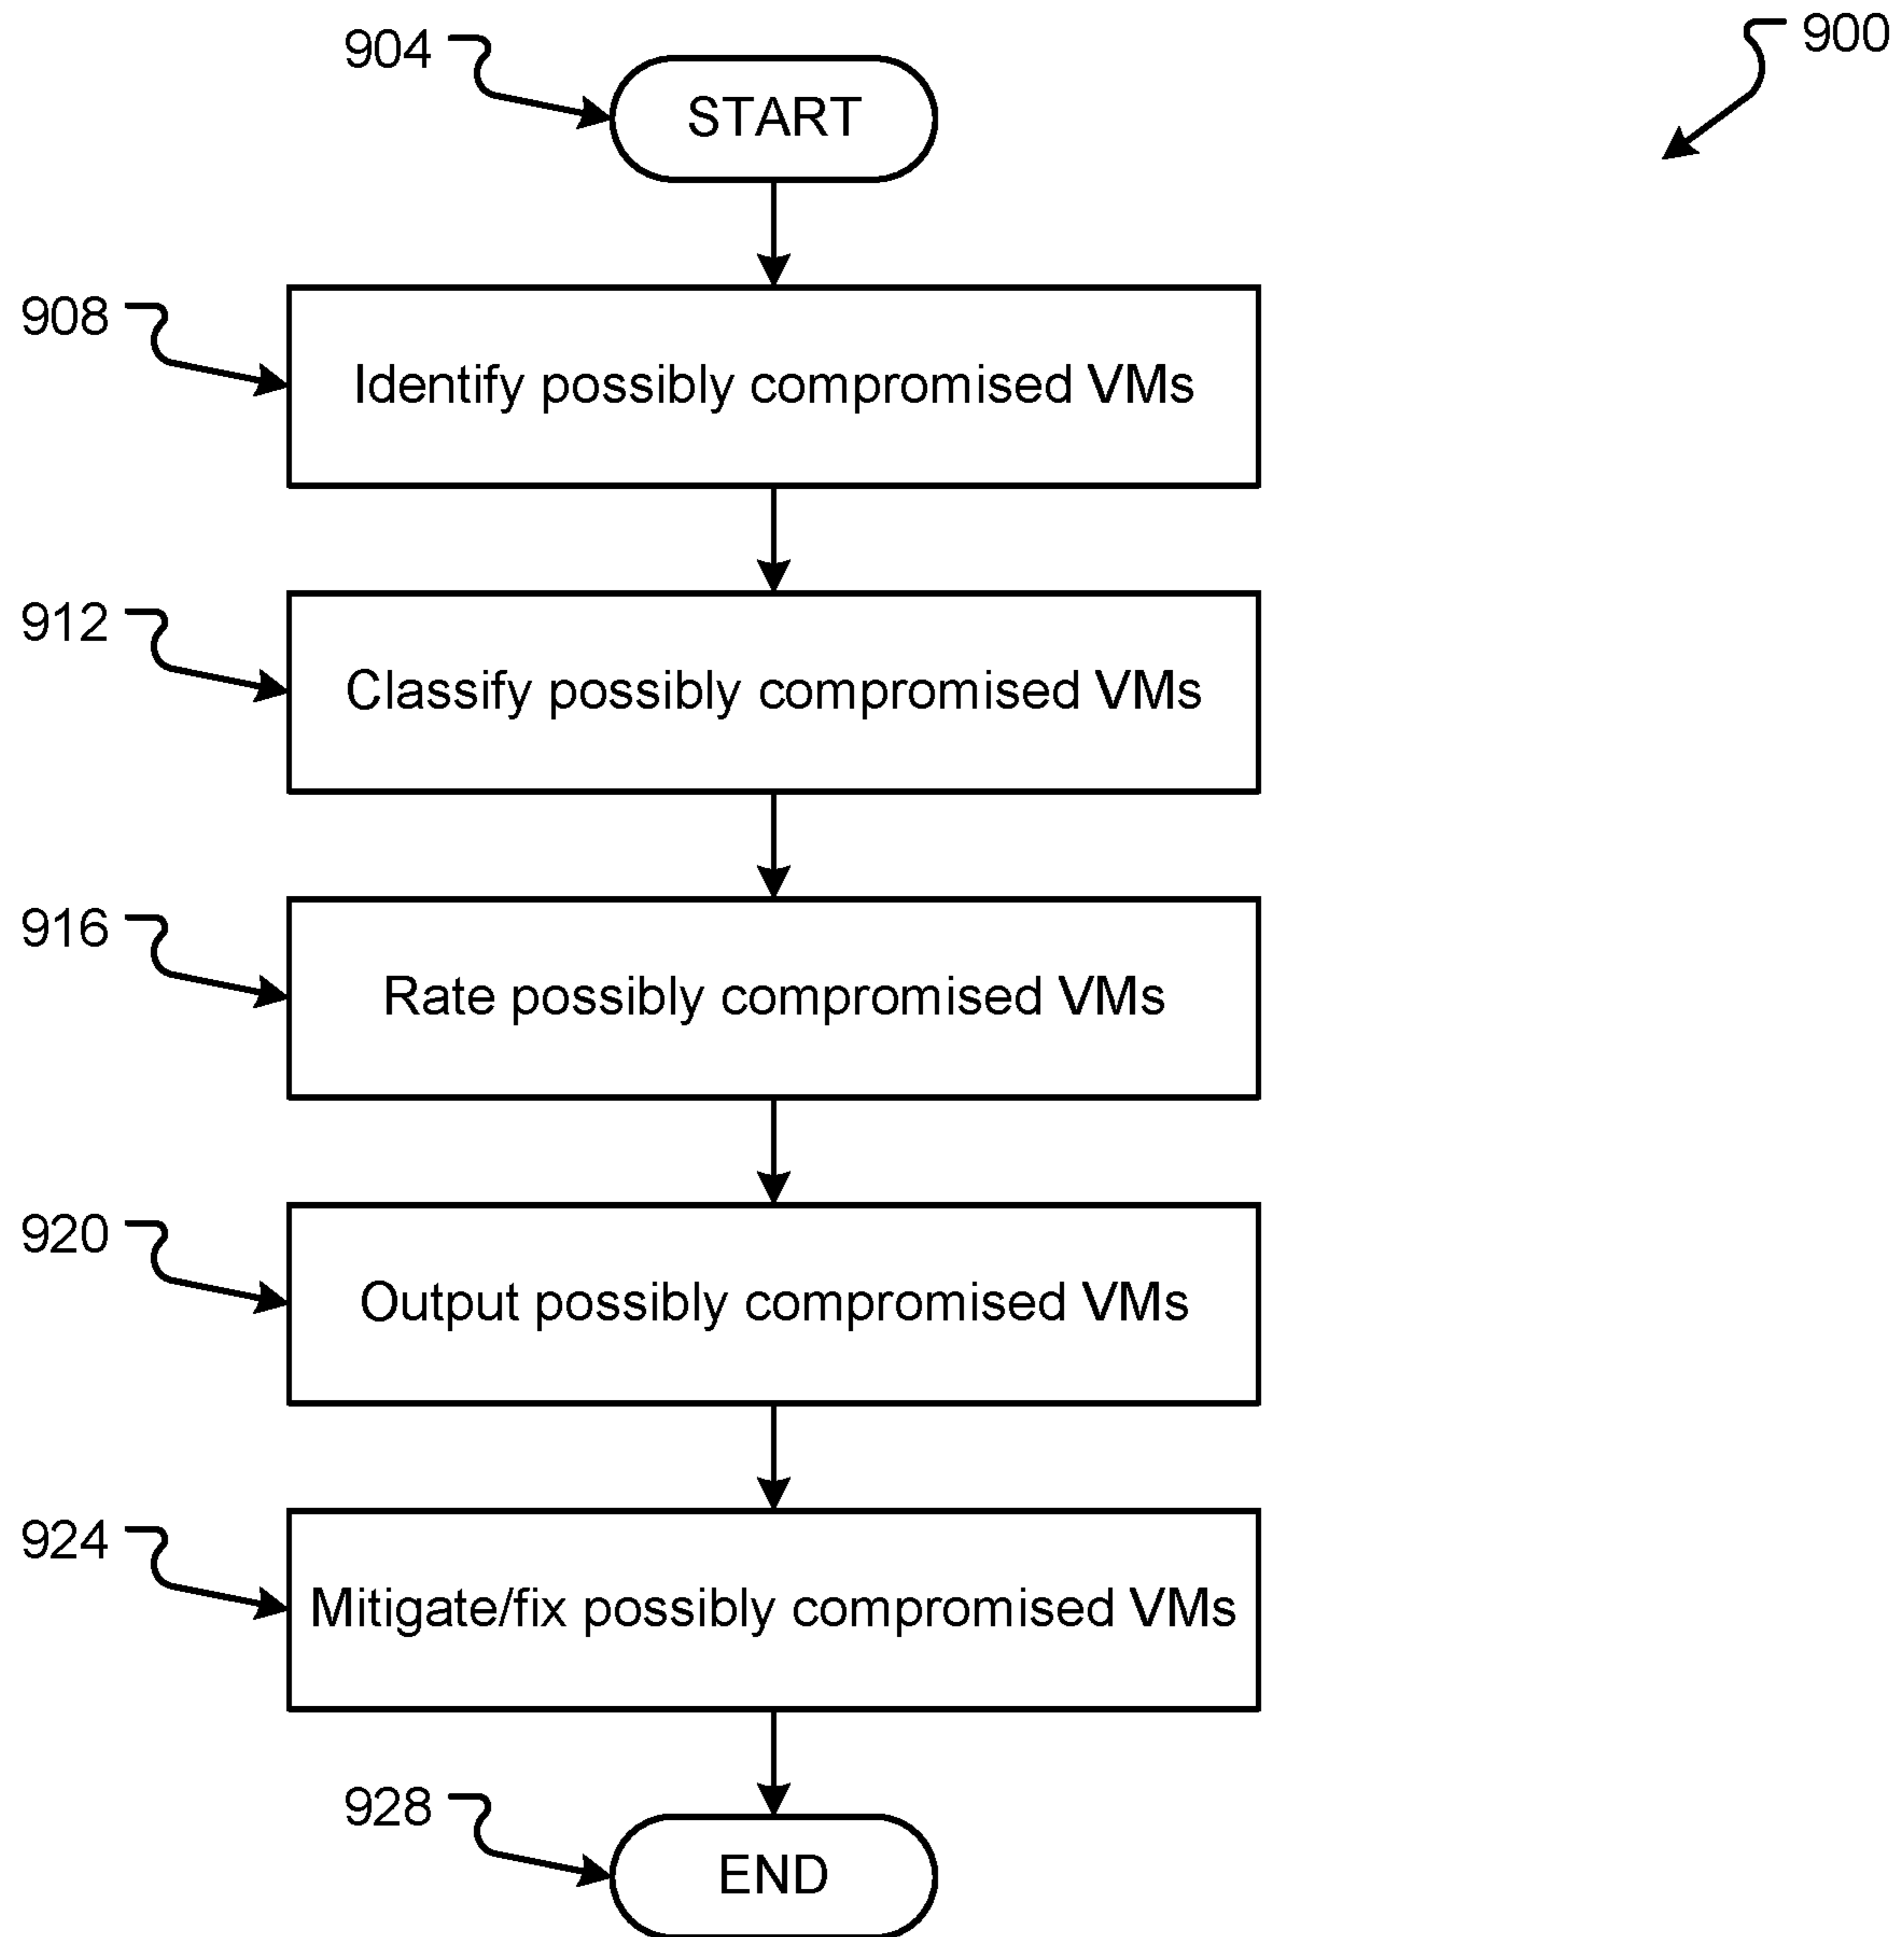 900
904
START
908
Identify possibly compromised VMs
912
Classify possibly compromised VMs
916
Rate possibly compromised VMs
920
Output possibly compromised VMs
924
Mitigate/fix possibly compromised VMs
928
END